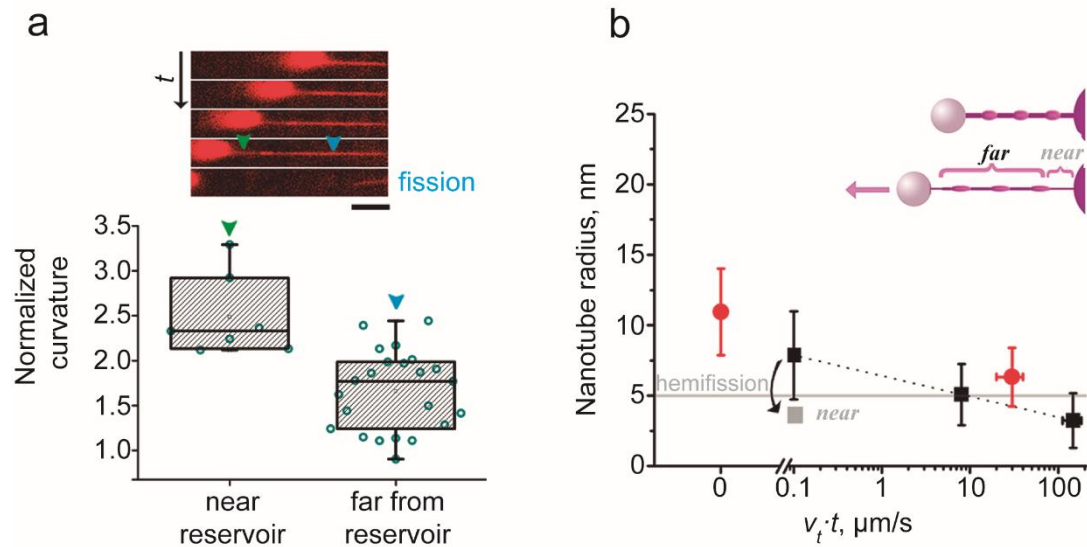 a
t
fission
Normalized
curvature
3.5
3.0
2.5
2.0
1.5
1.0
near
reservoir
far from
reservoir
b
Nanotube radius, nm
25
20
15
10
5
0
far
near
hemifission
near
0
0.1
1
10
100
vₜ·t, µm/s